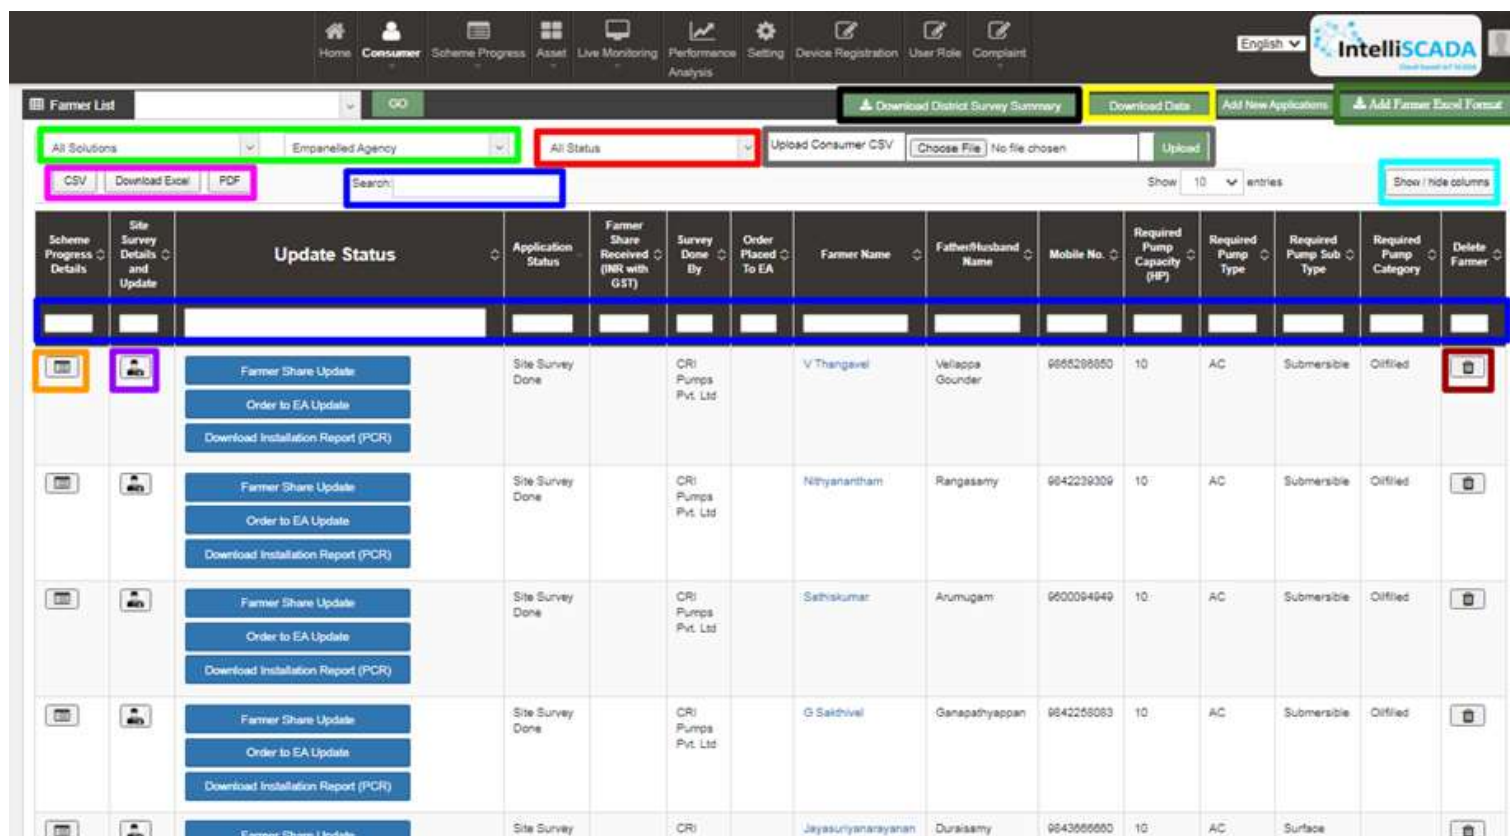 Home Consumer Scheme Progress Asset Live Monitoring Performance Analysis Setting Device Registration User Role Complaint
English
IntelliSCADA
Farmer List
GO
Download District Survey Summary
Download Data
Add New Applications
Add Farmer Excel Format
All Solutions
Empanelled Agency
All Status
Upload Consumer CSV
Choose File No file chosen
Upload
CSV
Download Excel
PDF
Search:
Show 10 entries
Show / hide columns
Scheme Progress Details
Site Survey Details and Update
Update Status
Application Status
Farmer Share Received (INR with GST)
Survey Done By
Order Placed To EA
Farmer Name
Father/Husband Name
Mobile No.
Required Pump Capacity (HP)
Required Pump Type
Required Pump Sub Type
Required Pump Category
Delete Farmer
Farmer Share Update
Order to EA Update
Download Installation Report (PCR)
Site Survey Done
CRI Pumps Pvt. Ltd
V Thangavel
Vellappa Gounder
9865286850
10
AC
Submersible
Oilfilled
Farmer Share Update
Order to EA Update
Download Installation Report (PCR)
Site Survey Done
CRI Pumps Pvt. Ltd
Nithyanantham
Rangasamy
9842239309
10
AC
Submersible
Oilfilled
Farmer Share Update
Order to EA Update
Download Installation Report (PCR)
Site Survey Done
CRI Pumps Pvt. Ltd
Sathiskumar
Arumugam
9600094949
10
AC
Submersible
Oilfilled
Farmer Share Update
Order to EA Update
Download Installation Report (PCR)
Site Survey Done
CRI Pumps Pvt. Ltd
G Sakthivel
Ganapathyappan
9842258083
10
AC
Submersible
Oilfilled
Farmer Share Update
Site Survey
CRI
Jayasuriyanarayanan
Duraisamy
9843666660
10
AC
Surface